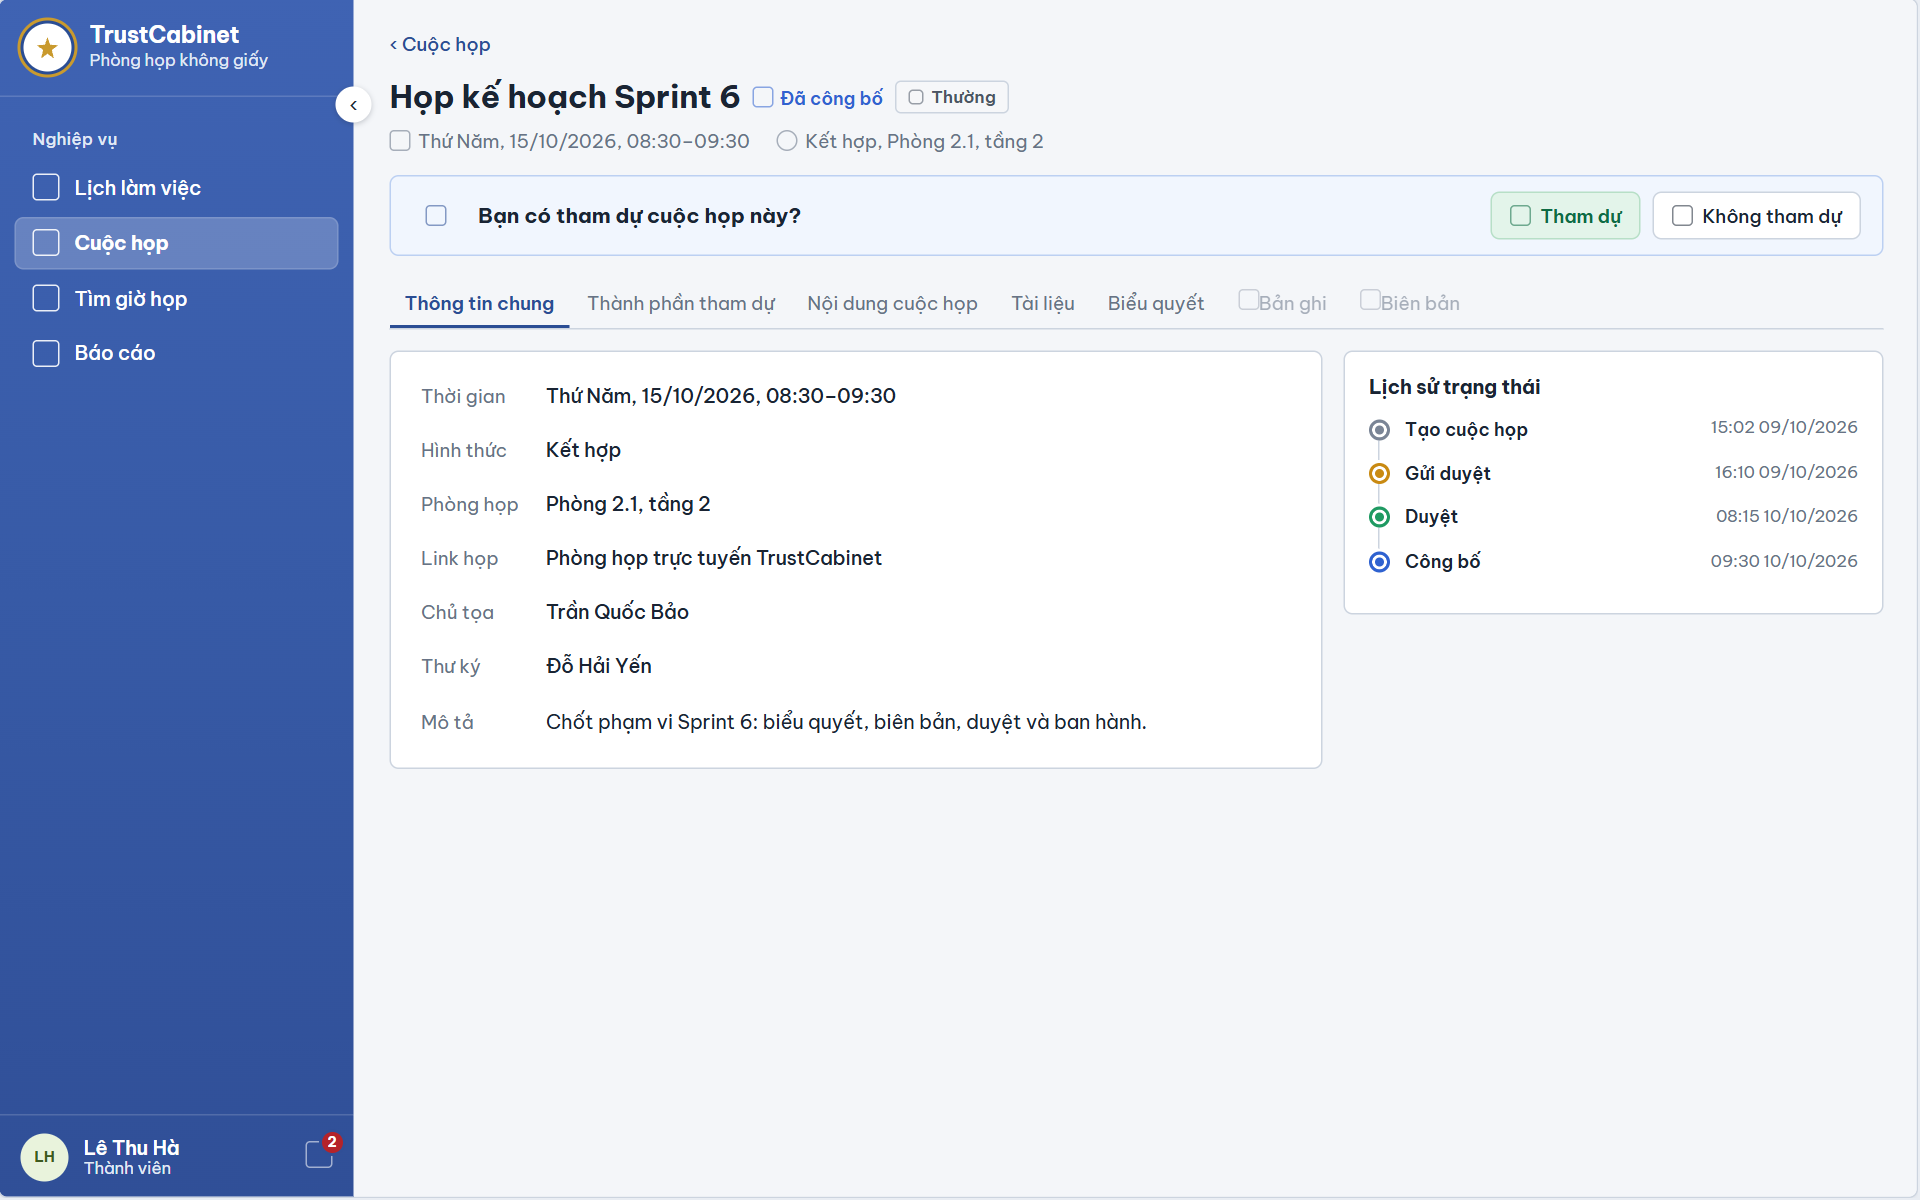 TrustCabinet
Phòng họp không giấy
Nghiệp vụ
Lịch làm việc
Cuộc họp
Tìm giờ họp
Báo cáo
LH
Lê Thu Hà
Thành viên
2
‹ Cuộc họp
Họp kế hoạch Sprint 6 Đã công bố Thường
Thứ Năm, 15/10/2026, 08:30–09:30 Kết hợp, Phòng 2.1, tầng 2
Bạn có tham dự cuộc họp này? Tham dự Không tham dự
Thông tin chung Thành phần tham dự Nội dung cuộc họp Tài liệu Biểu quyết Bản ghi Biên bản
Thời gian Thứ Năm, 15/10/2026, 08:30–09:30
Hình thức Kết hợp
Phòng họp Phòng 2.1, tầng 2
Link họp Phòng họp trực tuyến TrustCabinet
Chủ tọa Trần Quốc Bảo
Thư ký Đỗ Hải Yến
Mô tả Chốt phạm vi Sprint 6: biểu quyết, biên bản, duyệt và ban hành.
Lịch sử trạng thái
Tạo cuộc họp 15:02 09/10/2026
Gửi duyệt 16:10 09/10/2026
Duyệt 08:15 10/10/2026
Công bố 09:30 10/10/2026